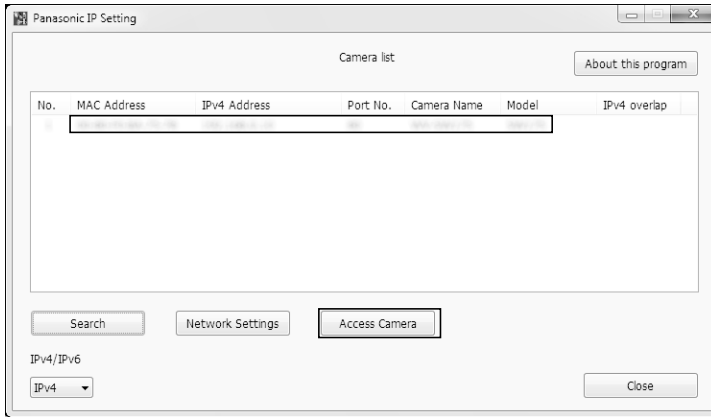 Panasonic IP Setting
Camera list
About this program
No. MAC Address IPv4 Address Port No. Camera Name Model IPv4 overlap
Search Network Settings Access Camera
IPv4/IPv6
IPv4 Close